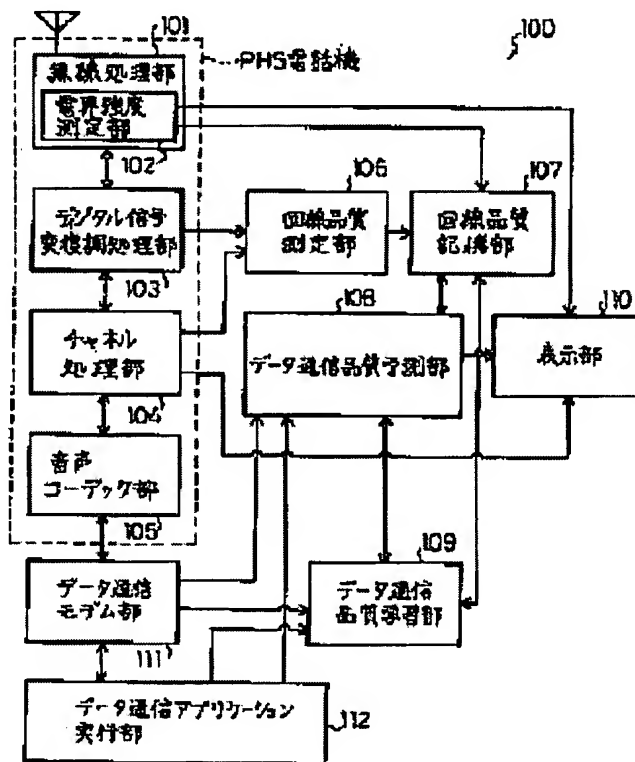 101
100
無線処理部
PHS電話機
電界強度
測定部
102
106
107
デジタル信号
変復調処理部
103
回線品質
測定部
回線品質
記憶部
108
110
チャネル
処理部
104
データ通信品質予測部
表示部
音声
コーデック部
105
109
データ通信
モデム部
111
データ通信
品質学習部
データ通信アプリケーション
実行部
112